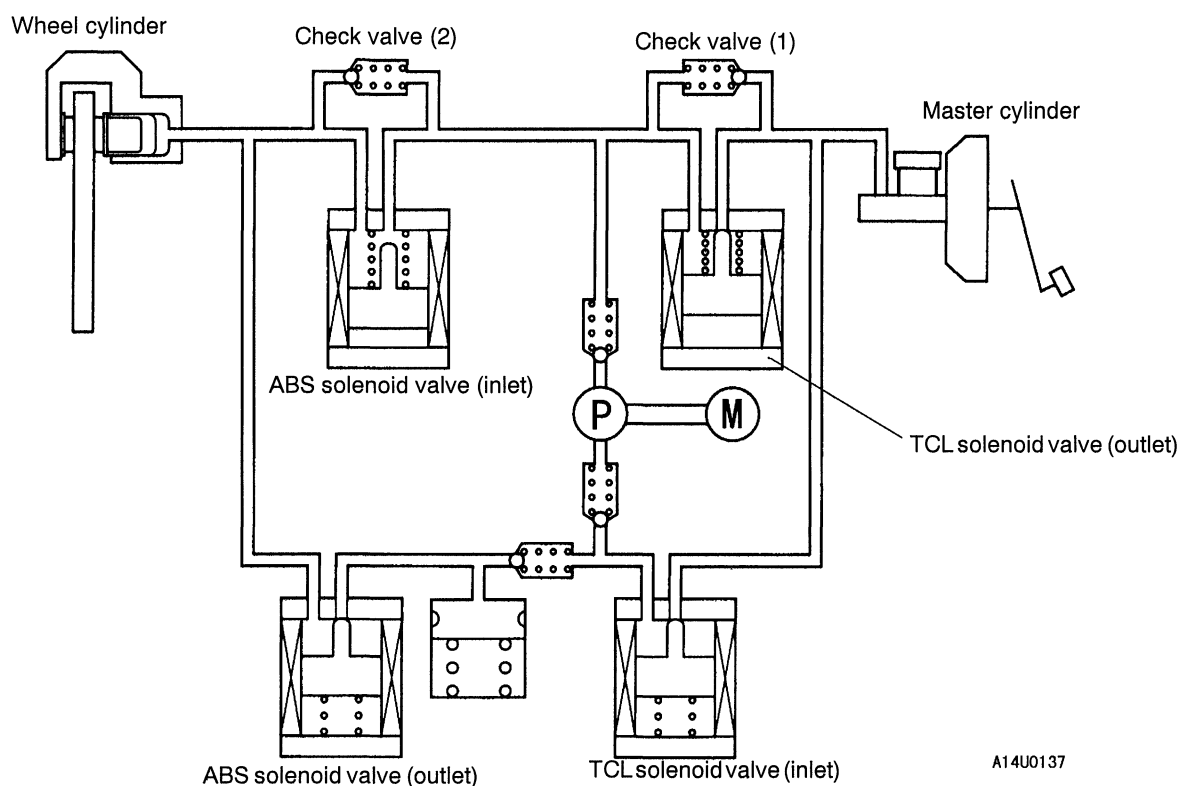 Wheel cylinder
Check valve (2)
Check valve (1)
Master cylinder
ABS solenoid valve (inlet)
P
M
TCL solenoid valve (outlet)
ABS solenoid valve (outlet)
TCL solenoid valve (inlet)
A14U0137